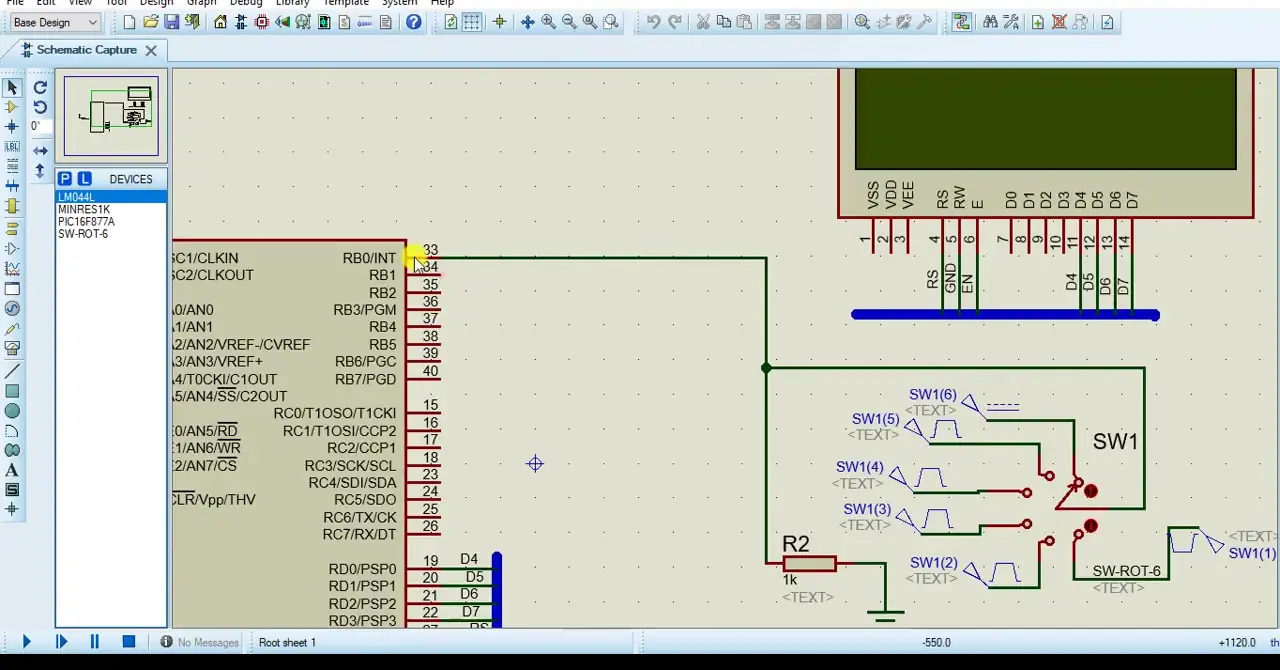 File Edit View Tool Design Graph Debug Library Template System Help
Base Design
Schematic Capture
0°
P L DEVICES
LM044L
MINRES1K
PIC16F877A
SW-ROT-6
VSS VDD VEE RS RW E D0 D1 D2 D3 D4 D5 D6 D7
1 2 3 4 5 6 7 8 9 10 11 12 13 14
RS GND EN D4 D5 D6 D7
SC1/CLKIN RB0/INT 33
SC2/CLKOUT RB1 34
RB2 35
A0/AN0 RB3/PGM 36
A1/AN1 RB4 37
A2/AN2/VREF-/CVREF RB5 38
A3/AN3/VREF+ RB6/PGC 39
A4/T0CKI/C1OUT RB7/PGD 40
A5/AN4/SS/C2OUT
RC0/T1OSO/T1CKI 15
E0/AN5/RD RC1/T1OSI/CCP2 16
E1/AN6/WR RC2/CCP1 17
E2/AN7/CS RC3/SCK/SCL 18
RC4/SDI/SDA 23
CLR/Vpp/THV RC5/SDO 24
RC6/TX/CK 25
RC7/RX/DT 26
RD0/PSP0 19 D4
RD1/PSP1 20 D5
RD2/PSP2 21 D6
RD3/PSP3 22 D7
SW1(6)
<TEXT>
SW1(5)
<TEXT>
SW1
SW1(4)
<TEXT>
SW1(3)
<TEXT>
SW1(2)
<TEXT>
<TEXT>
SW1(1)
SW-ROT-6
<TEXT>
R2
1k
<TEXT>
No Messages Root sheet 1 -550.0 +1120.0 th